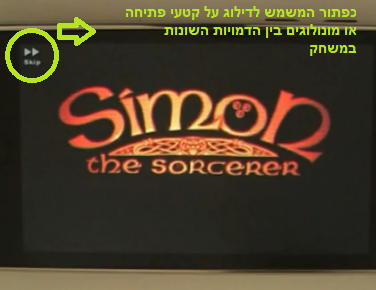 כפתור המשמש לדילוג על קטעי פתיחה
או מונולוגים בין הדמויות השונות
במשחק
Skip
Simon
the SORCERER